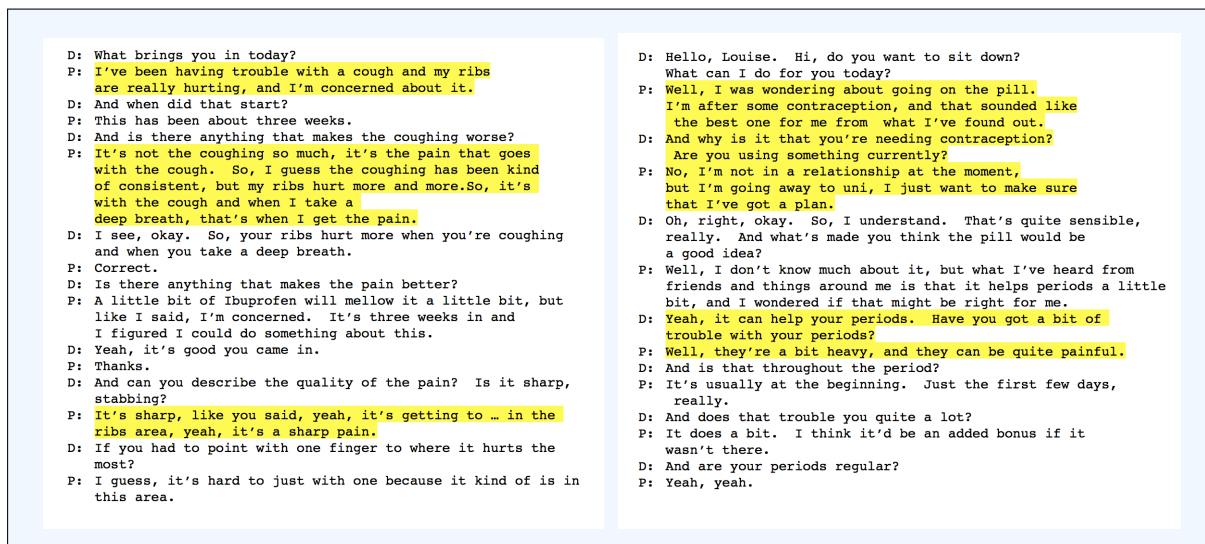 D: What brings you in today?
P: I've been having trouble with a cough and my ribs
are really hurting, and I'm concerned about it.
D: And when did that start?
P: This has been about three weeks.
D: And is there anything that makes the coughing worse?
P: It's not the coughing so much, it's the pain that goes
with the cough. So, I guess the coughing has been kind
of consistent, but my ribs hurt more and more.So, it's
with the cough and when I take a
deep breath, that's when I get the pain.
D: I see, okay. So, your ribs hurt more when you're coughing
and when you take a deep breath.
P: Correct.
D: Is there anything that makes the pain better?
P: A little bit of Ibuprofen will mellow it a little bit, but
like I said, I'm concerned. It's three weeks in and
I figured I could do something about this.
D: Yeah, it's good you came in.
P: Thanks.
D: And can you describe the quality of the pain? Is it sharp,
stabbing?
P: It's sharp, like you said, yeah, it's getting to … in the
ribs area, yeah, it's a sharp pain.
D: If you had to point with one finger to where it hurts the
most?
P: I guess, it's hard to just with one because it kind of is in
this area.
D: Hello, Louise. Hi, do you want to sit down?
What can I do for you today?
P: Well, I was wondering about going on the pill.
I'm after some contraception, and that sounded like
the best one for me from what I've found out.
D: And why is it that you're needing contraception?
Are you using something currently?
P: No, I'm not in a relationship at the moment,
but I'm going away to uni, I just want to make sure
that I've got a plan.
D: Oh, right, okay. So, I understand. That's quite sensible,
really. And what's made you think the pill would be
a good idea?
P: Well, I don't know much about it, but what I've heard from
friends and things around me is that it helps periods a little
bit, and I wondered if that might be right for me.
D: Yeah, it can help your periods. Have you got a bit of
trouble with your periods?
P: Well, they're a bit heavy, and they can be quite painful.
D: And is that throughout the period?
P: It's usually at the beginning. Just the first few days,
really.
D: And does that trouble you quite a lot?
P: It does a bit. I think it'd be an added bonus if it
wasn't there.
D: And are your periods regular?
P: Yeah, yeah.